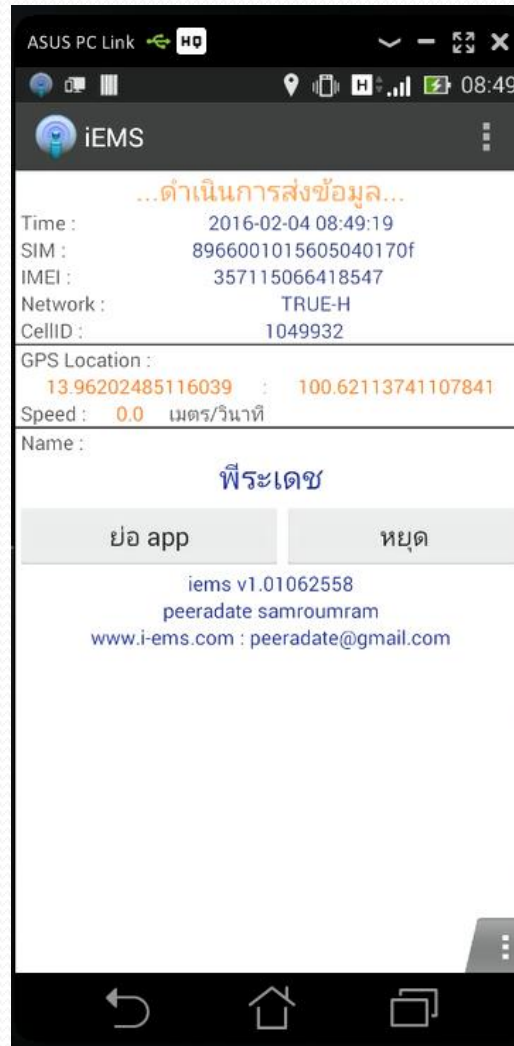 ASUS PC Link HQ
H 08:49
iEMS
...ดำเนินการส่งข้อมูล...
Time : 2016-02-04 08:49:19
SIM : 8966001015605040170f
IMEI : 357115066418547
Network : TRUE-H
CellID : 1049932
GPS Location :
13.96202485116039 : 100.62113741107841
Speed : 0.0 เมตร/วินาที
Name :
พีระเดช
ย่อ app หยุด
iems v1.01062558
peeradate samroumram
www.i-ems.com : peeradate@gmail.com